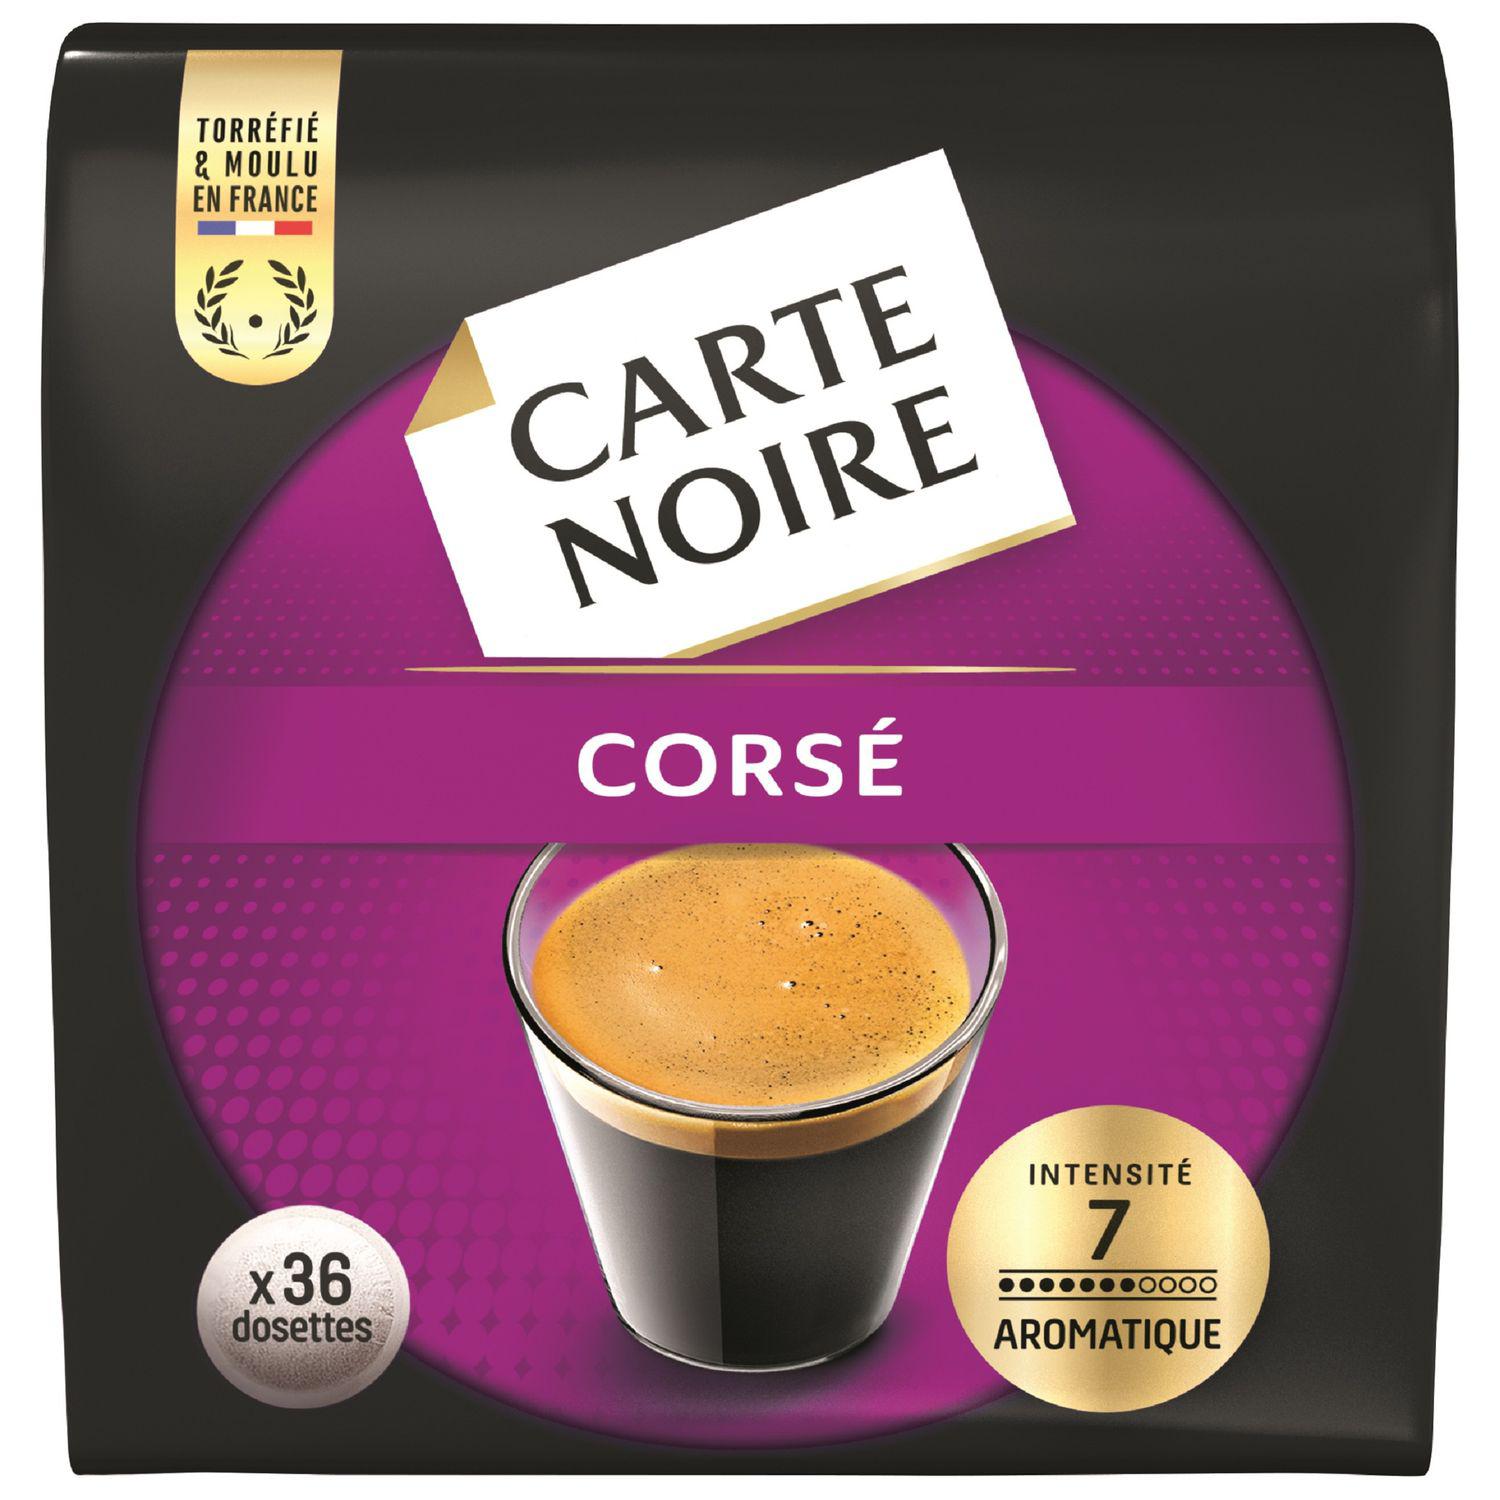 TORRÉFIÉ
& MOULU
EN FRANCE
CARTE
NOIRE
CORSÉ
x36
dosettes
INTENSITÉ
7
AROMATIQUE